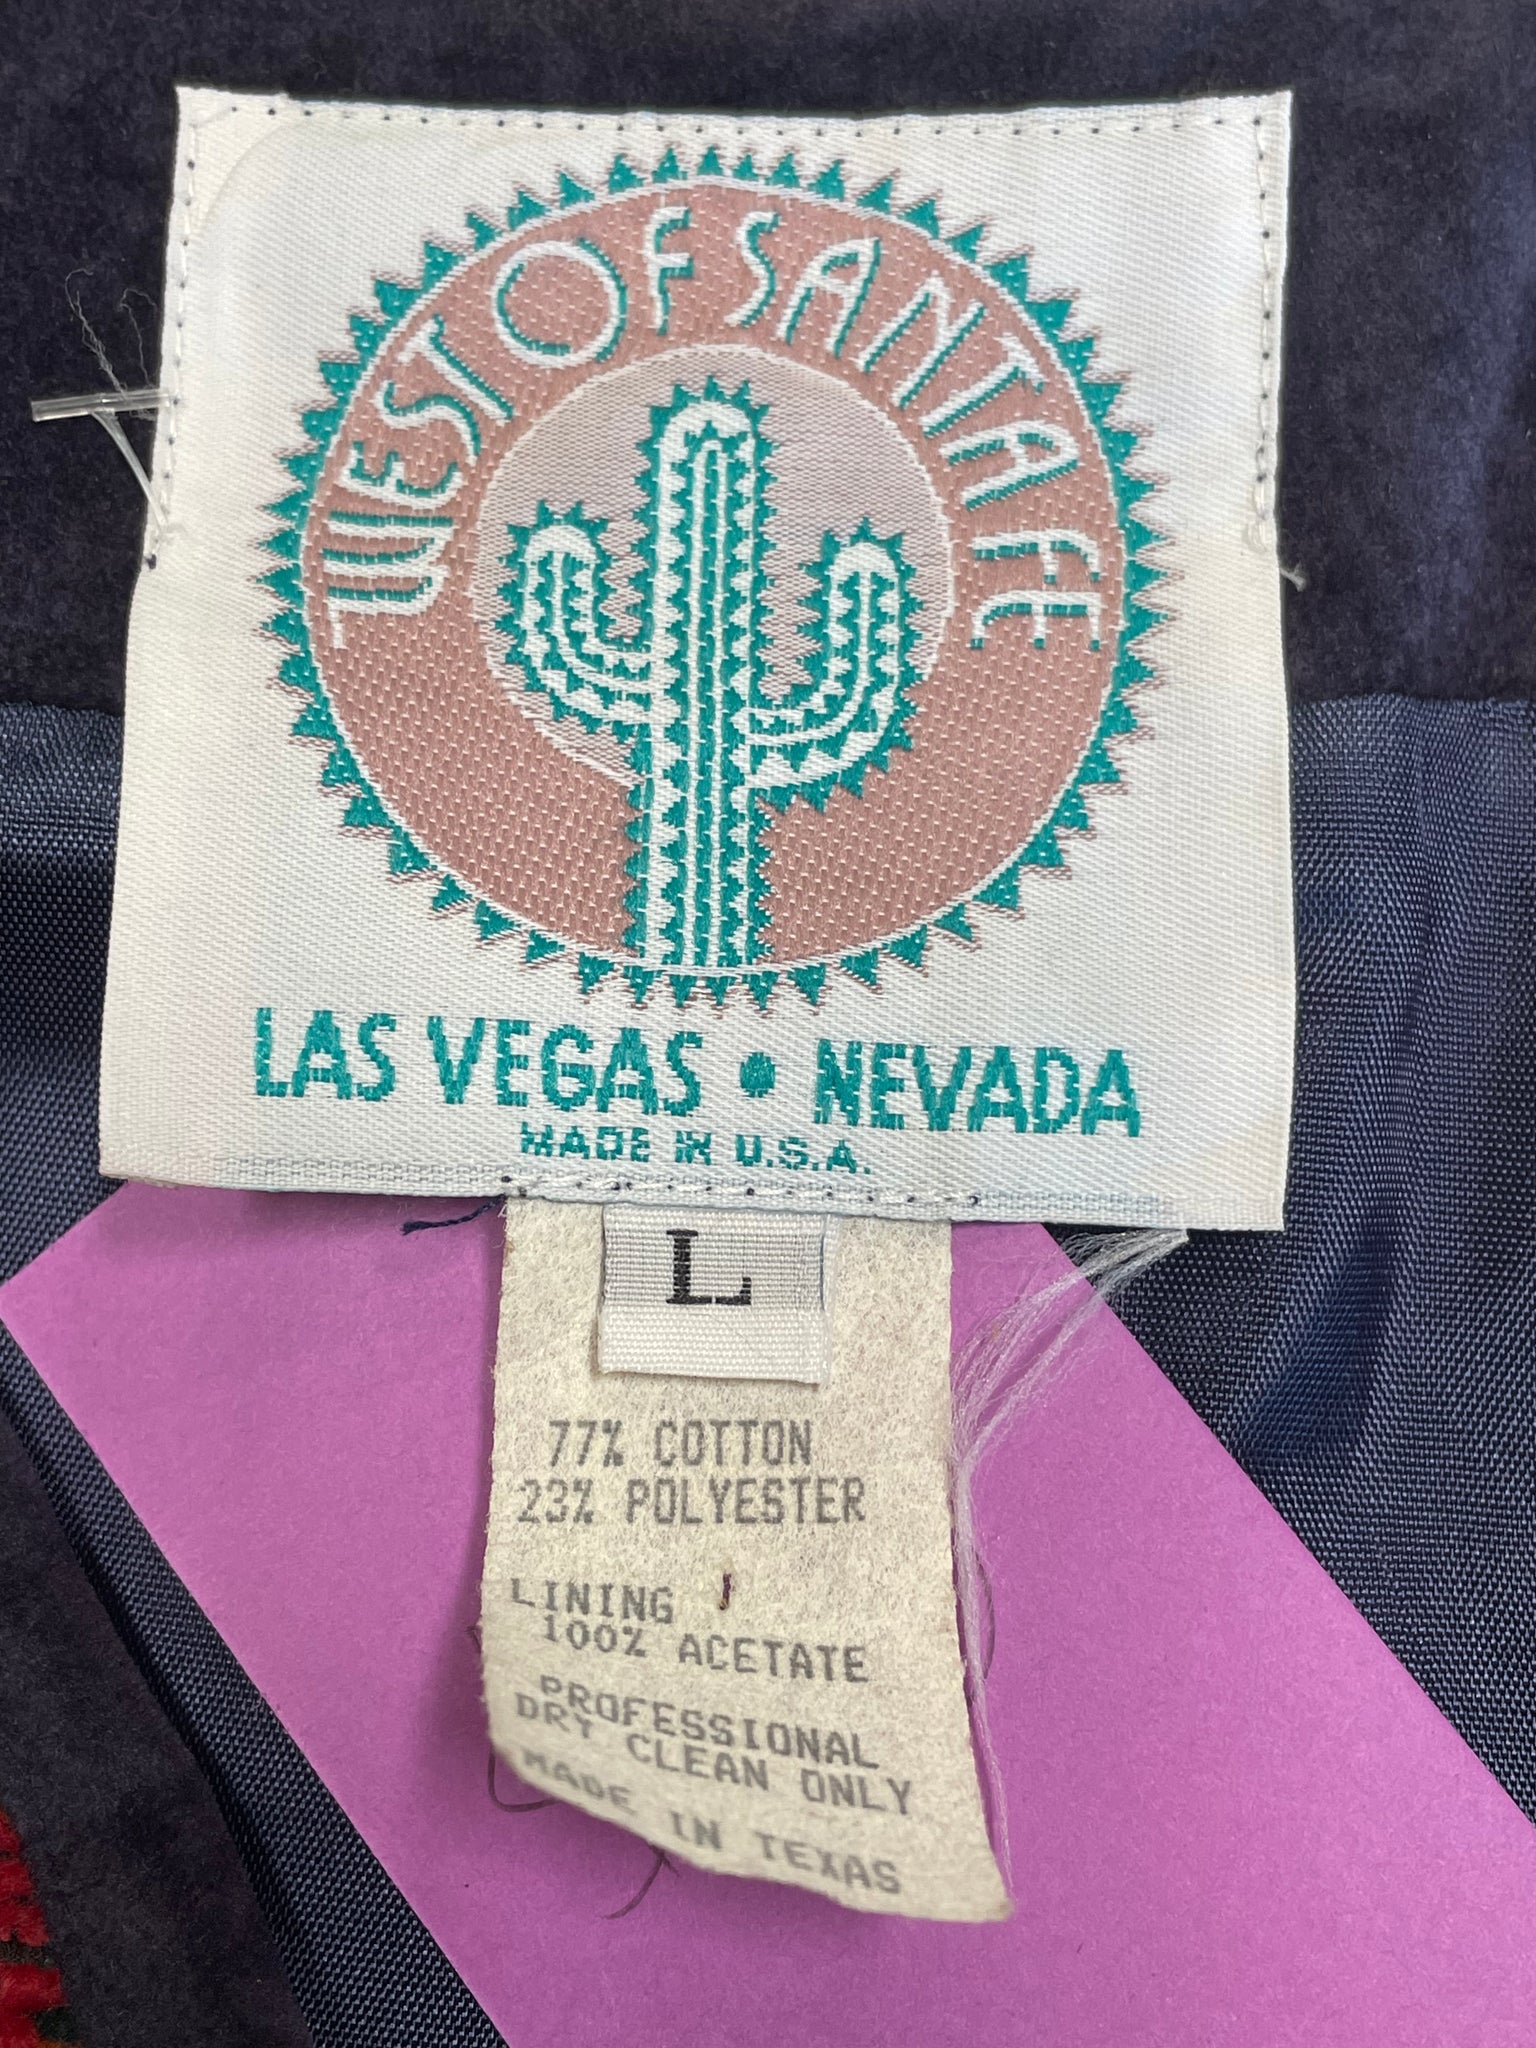 WEST OF SANTA FE
LAS VEGAS • NEVADA
MADE IN U.S.A.
L
77% COTTON
23% POLYESTER
LINING
100% ACETATE
PROFESSIONAL
DRY CLEAN ONLY
MADE IN TEXAS